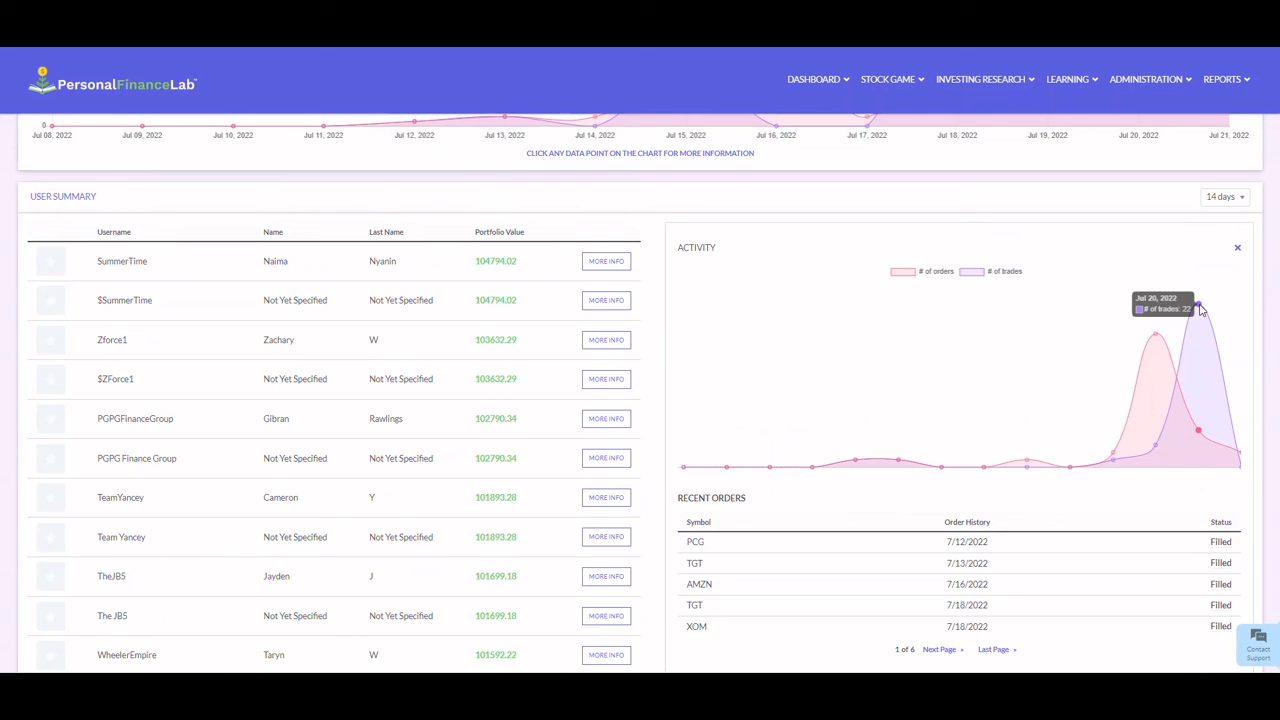 PersonalFinanceLab™
DASHBOARD STOCK GAME INVESTING RESEARCH LEARNING ADMINISTRATION REPORTS
0
Jul 08, 2022 Jul 09, 2022 Jul 10, 2022 Jul 11, 2022 Jul 12, 2022 Jul 13, 2022 Jul 14, 2022 Jul 15, 2022 Jul 16, 2022 Jul 17, 2022 Jul 18, 2022 Jul 19, 2022 Jul 20, 2022 Jul 21, 2022
CLICK ANY DATA POINT ON THE CHART FOR MORE INFORMATION
USER SUMMARY
14 days
Username Name Last Name Portfolio Value
SummerTime Naima Nyanin 104794.02 MORE INFO
$SummerTime Not Yet Specified Not Yet Specified 104794.02 MORE INFO
Zforce1 Zachary W 103632.29 MORE INFO
$ZForce1 Not Yet Specified Not Yet Specified 103632.29 MORE INFO
PGPGFinanceGroup Gibran Rawlings 102790.34 MORE INFO
PGPG Finance Group Not Yet Specified Not Yet Specified 102790.34 MORE INFO
TeamYancey Cameron Y 101893.28 MORE INFO
Team Yancey Not Yet Specified Not Yet Specified 101893.28 MORE INFO
TheJB5 Jayden J 101699.18 MORE INFO
The JB5 Not Yet Specified Not Yet Specified 101699.18 MORE INFO
WheelerEmpire Taryn W 101592.22 MORE INFO
ACTIVITY
# of orders # of trades
Jul 20, 2022
# of trades: 22
RECENT ORDERS
Symbol Order History Status
PCG 7/12/2022 Filled
TGT 7/13/2022 Filled
AMZN 7/16/2022 Filled
TGT 7/18/2022 Filled
XOM 7/18/2022 Filled
1 of 6 Next Page » Last Page »
Contact
Support